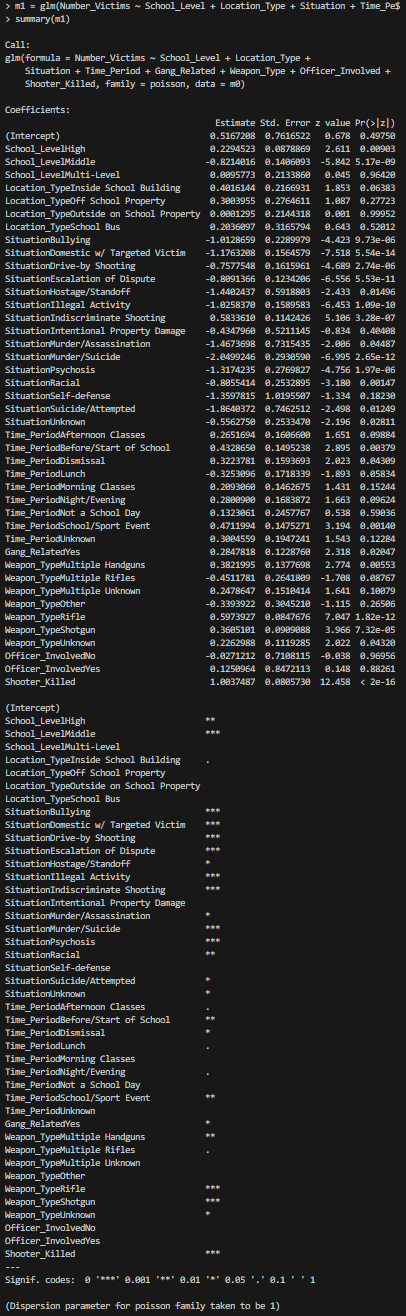 > m1 = glm(Number_Victims ~ School_Level + Location_Type + Situation + Time_Pe$
> summary(m1)
Call:
glm(formula = Number_Victims ~ School_Level + Location_Type +
Situation + Time_Period + Gang_Related + Weapon_Type + Officer_Involved +
Shooter_Killed, family = poisson, data = m0)
Coefficients:
Estimate Std. Error z value Pr(>|z|)
(Intercept) 0.5167208 0.7616522 0.678 0.49750
School_LevelHigh 0.2294523 0.0878869 2.611 0.00903
School_LevelMiddle -0.8214016 0.1406093 -5.842 5.17e-09
School_LevelMulti-Level 0.0095773 0.2133860 0.045 0.96420
Location_TypeInside School Building 0.4016144 0.2166931 1.853 0.06383
Location_TypeOff School Property 0.3003955 0.2764611 1.087 0.27723
Location_TypeOutside on School Property 0.0001295 0.2144318 0.001 0.99952
Location_TypeSchool Bus 0.2036097 0.3165794 0.643 0.52012
SituationBullying -1.0128659 0.2289979 -4.423 9.73e-06
SituationDomestic w/ Targeted Victim -1.1763208 0.1564579 -7.518 5.54e-14
SituationDrive-by Shooting -0.7577548 0.1615961 -4.689 2.74e-06
SituationEscalation of Dispute -0.8091366 0.1234206 -6.556 5.53e-11
SituationHostage/Standoff -1.4402437 0.5918803 -2.433 0.01496
SituationIllegal Activity -1.0258370 0.1589583 -6.453 1.09e-10
SituationIndiscriminate Shooting 0.5833610 0.1142426 5.106 3.28e-07
SituationIntentional Property Damage -0.4347960 0.5211145 -0.834 0.40408
SituationMurder/Assassination -1.4673698 0.7315435 -2.006 0.04487
SituationMurder/Suicide -2.0499246 0.2930590 -6.995 2.65e-12
SituationPsychosis -1.3174235 0.2769827 -4.756 1.97e-06
SituationRacial -0.8055414 0.2532895 -3.180 0.00147
SituationSelf-defense -1.3597815 1.0195507 -1.334 0.18230
SituationSuicide/Attempted -1.8640372 0.7462512 -2.498 0.01249
SituationUnknown -0.5562750 0.2533470 -2.196 0.02811
Time_PeriodAfternoon Classes 0.2651694 0.1606600 1.651 0.09884
Time_PeriodBefore/Start of School 0.4328650 0.1495238 2.895 0.00379
Time_PeriodDismissal 0.3223781 0.1593693 2.023 0.04309
Time_PeriodLunch -0.3253096 0.1718339 -1.893 0.05834
Time_PeriodMorning Classes 0.2093060 0.1462675 1.431 0.15244
Time_PeriodNight/Evening 0.2800900 0.1683872 1.663 0.09624
Time_PeriodNot a School Day 0.1323061 0.2457767 0.538 0.59036
Time_PeriodSchool/Sport Event 0.4711994 0.1475271 3.194 0.00140
Time_PeriodUnknown 0.3004559 0.1947241 1.543 0.12284
Gang_RelatedYes 0.2847818 0.1228760 2.318 0.02047
Weapon_TypeMultiple Handguns 0.3821995 0.1377698 2.774 0.00553
Weapon_TypeMultiple Rifles -0.4511781 0.2641809 -1.708 0.08767
Weapon_TypeMultiple Unknown 0.2478647 0.1510414 1.641 0.10079
Weapon_TypeOther -0.3393922 0.3045210 -1.115 0.26506
Weapon_TypeRifle 0.5973927 0.0847676 7.047 1.82e-12
Weapon_TypeShotgun 0.3605101 0.0909088 3.966 7.32e-05
Weapon_TypeUnknown 0.2262988 0.1119285 2.022 0.04320
Officer_InvolvedNo -0.0271212 0.7108115 -0.038 0.96956
Officer_InvolvedYes 0.1250964 0.8472113 0.148 0.88261
Shooter_Killed 1.0037487 0.0805730 12.458 < 2e-16
(Intercept)
School_LevelHigh **
School_LevelMiddle ***
School_LevelMulti-Level
Location_TypeInside School Building .
Location_TypeOff School Property
Location_TypeOutside on School Property
Location_TypeSchool Bus
SituationBullying ***
SituationDomestic w/ Targeted Victim ***
SituationDrive-by Shooting ***
SituationEscalation of Dispute ***
SituationHostage/Standoff *
SituationIllegal Activity ***
SituationIndiscriminate Shooting ***
SituationIntentional Property Damage
SituationMurder/Assassination *
SituationMurder/Suicide ***
SituationPsychosis ***
SituationRacial **
SituationSelf-defense
SituationSuicide/Attempted *
SituationUnknown *
Time_PeriodAfternoon Classes .
Time_PeriodBefore/Start of School **
Time_PeriodDismissal *
Time_PeriodLunch .
Time_PeriodMorning Classes
Time_PeriodNight/Evening .
Time_PeriodNot a School Day
Time_PeriodSchool/Sport Event **
Time_PeriodUnknown
Gang_RelatedYes *
Weapon_TypeMultiple Handguns **
Weapon_TypeMultiple Rifles .
Weapon_TypeMultiple Unknown
Weapon_TypeOther
Weapon_TypeRifle ***
Weapon_TypeShotgun ***
Weapon_TypeUnknown *
Officer_InvolvedNo
Officer_InvolvedYes
Shooter_Killed ***
---
Signif. codes: 0 '***' 0.001 '**' 0.01 '*' 0.05 '.' 0.1 ' ' 1
(Dispersion parameter for poisson family taken to be 1)